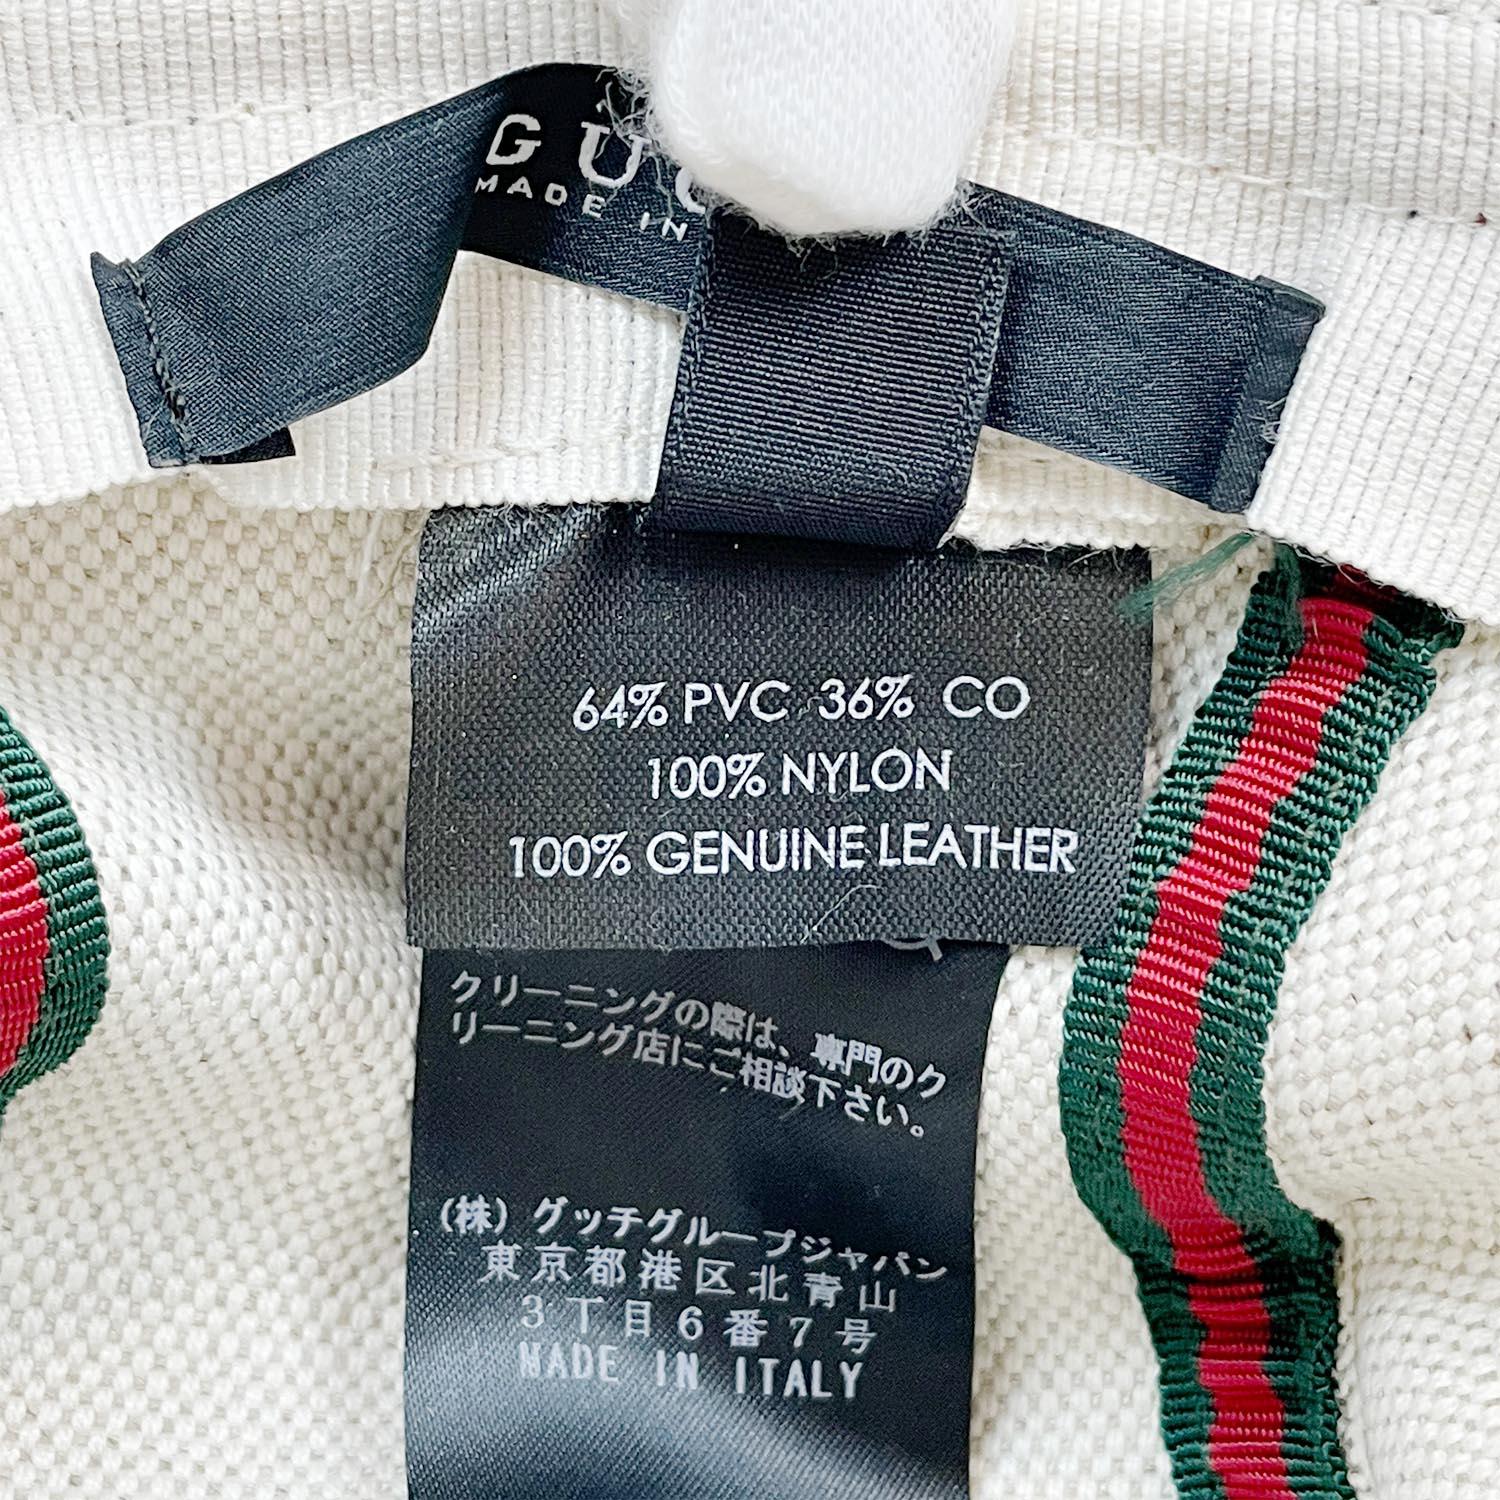 GUC
MADE IN
64% PVC 36% CO
100% NYLON
100% GENUINE LEATHER
クリーニングの際は、専門のク
リーニング店にご相談下さい。
(株) グッチグループジャパン
東京都港区北青山
3丁目6番7号
MADE IN ITALY